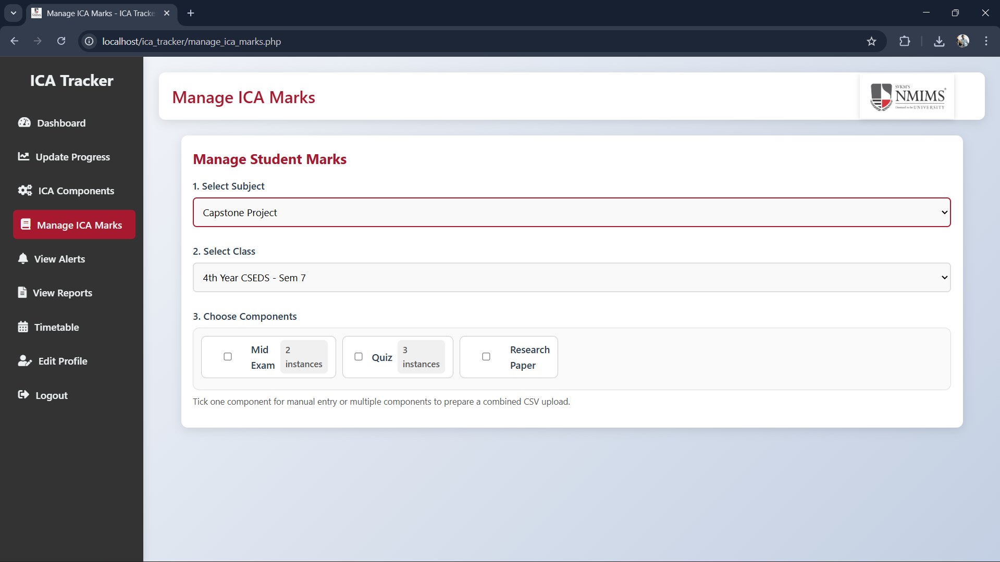 Manage ICA Marks - ICA Tracke
localhost/ica_tracker/manage_ica_marks.php
ICA Tracker
Dashboard
Update Progress
ICA Components
Manage ICA Marks
View Alerts
View Reports
Timetable
Edit Profile
Logout
Manage ICA Marks
SVKM'S
NMIMS
Deemed to be UNIVERSITY
Manage Student Marks
1. Select Subject
Capstone Project
2. Select Class
4th Year CSEDS - Sem 7
3. Choose Components
Mid
Exam
2
instances
Quiz
3
instances
Research
Paper
Tick one component for manual entry or multiple components to prepare a combined CSV upload.